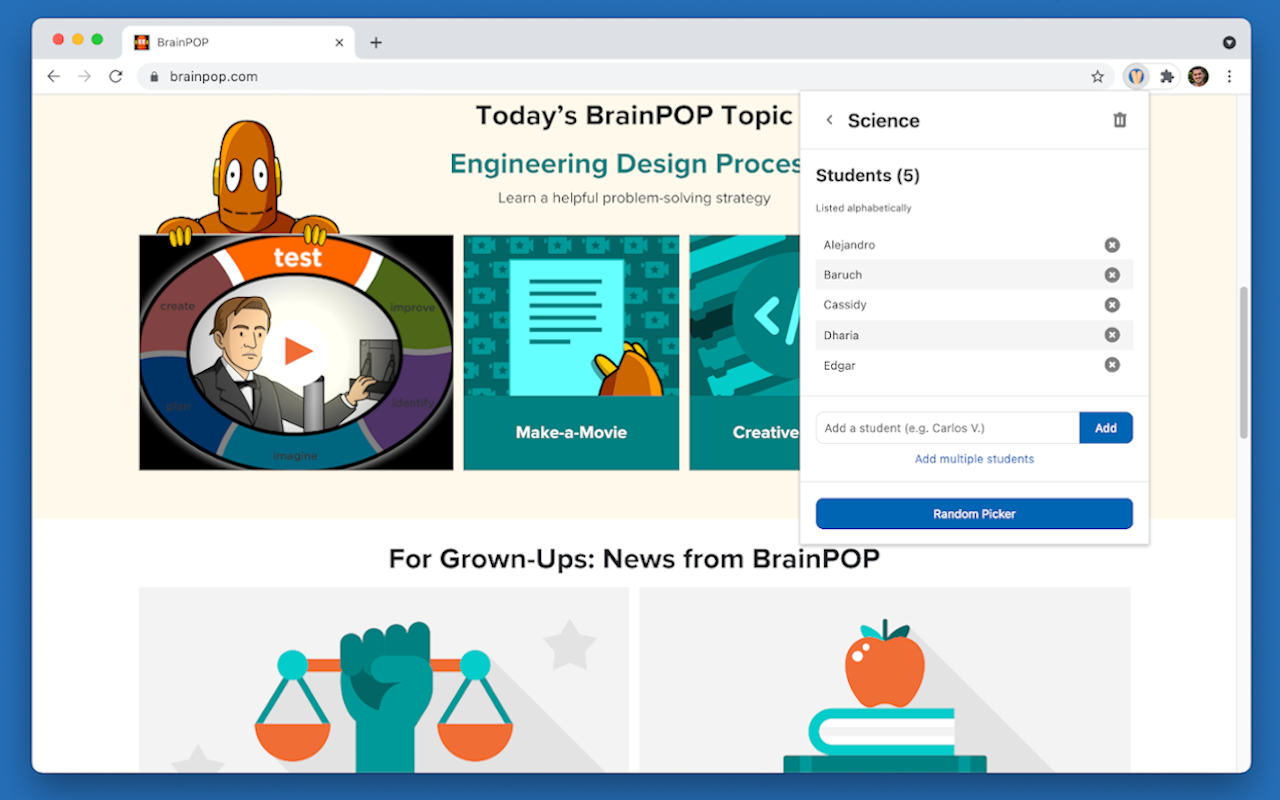 BrainPOP
brainpop.com
Today's BrainPOP Topic
Engineering Design Proces
Learn a helpful problem-solving strategy
test
create
improve
plan
identify
imagine
Make-a-Movie
Creative
Science
Students (5)
Listed alphabetically
Alejandro
Baruch
Cassidy
Dharia
Edgar
Add a student (e.g. Carlos V.)
Add
Add multiple students
Random Picker
For Grown-Ups: News from BrainPOP